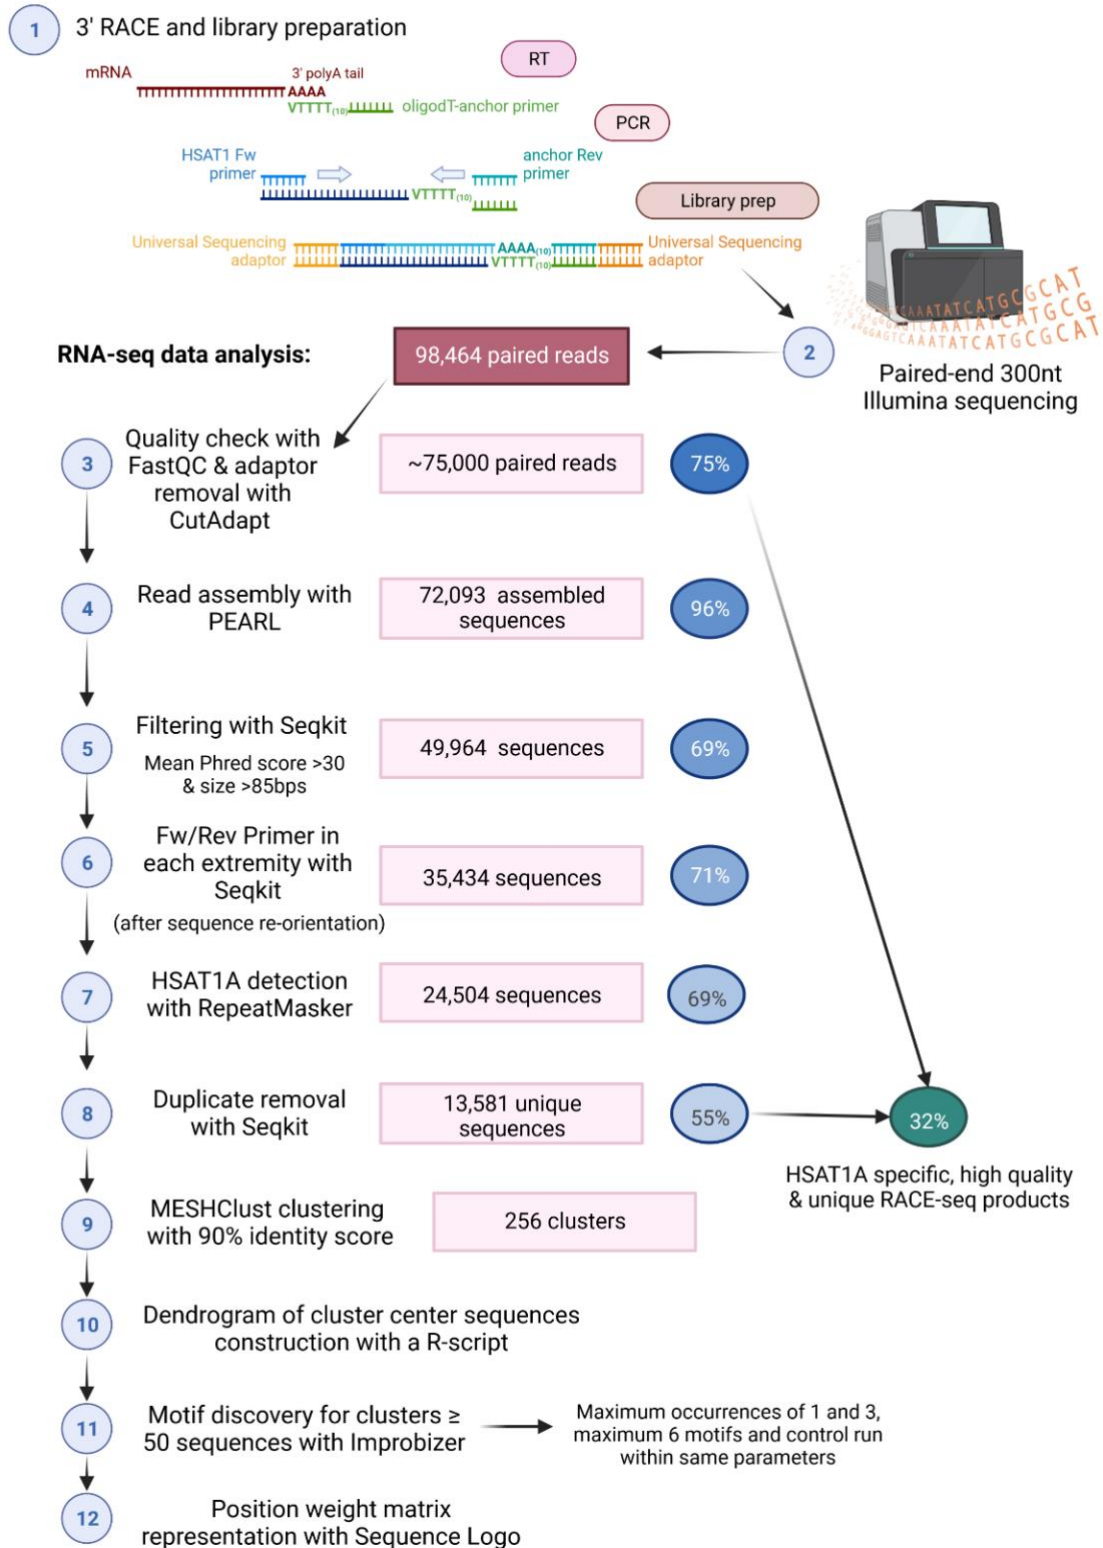 1
3' RACE and library preparation
RT
mRNA
3' polyA tail
AAAA
VTTTT(10)
oligodT-anchor primer
PCR
HSAT1 Fw
primer
anchor Rev
primer
VTTTT(10)
Library prep
Universal Sequencing
adaptor
AAAA(10)
VTTTT(10)
Universal Sequencing
adaptor
RNA-seq data analysis:
98,464 paired reads
2
Paired-end 300nt
Illumina sequencing
3
Quality check with
FastQC & adaptor
removal with
CutAdapt
~75,000 paired reads
75%
4
Read assembly with
PEARL
72,093 assembled
sequences
96%
5
Filtering with Seqkit
Mean Phred score >30
& size >85bps
49,964 sequences
69%
6
Fw/Rev Primer in
each extremity with
Seqkit
(after sequence re-orientation)
35,434 sequences
71%
7
HSAT1A detection
with RepeatMasker
24,504 sequences
69%
8
Duplicate removal
with Seqkit
13,581 unique
sequences
55%
32%
HSAT1A specific, high quality
& unique RACE-seq products
9
MESHClust clustering
with 90% identity score
256 clusters
10
Dendrogram of cluster center sequences
construction with a R-script
11
Motif discovery for clusters ≥
50 sequences with Improbizer
Maximum occurrences of 1 and 3,
maximum 6 motifs and control run
within same parameters
12
Position weight matrix
representation with Sequence Logo